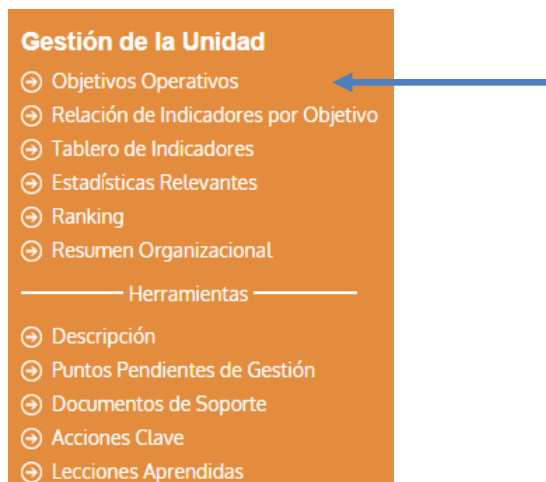 Gestión de la Unidad
Objetivos Operativos
Relación de Indicadores por Objetivo
Tablero de Indicadores
Estadísticas Relevantes
Ranking
Resumen Organizacional
Herramientas
Descripción
Puntos Pendientes de Gestión
Documentos de Soporte
Acciones Clave
Lecciones Aprendidas